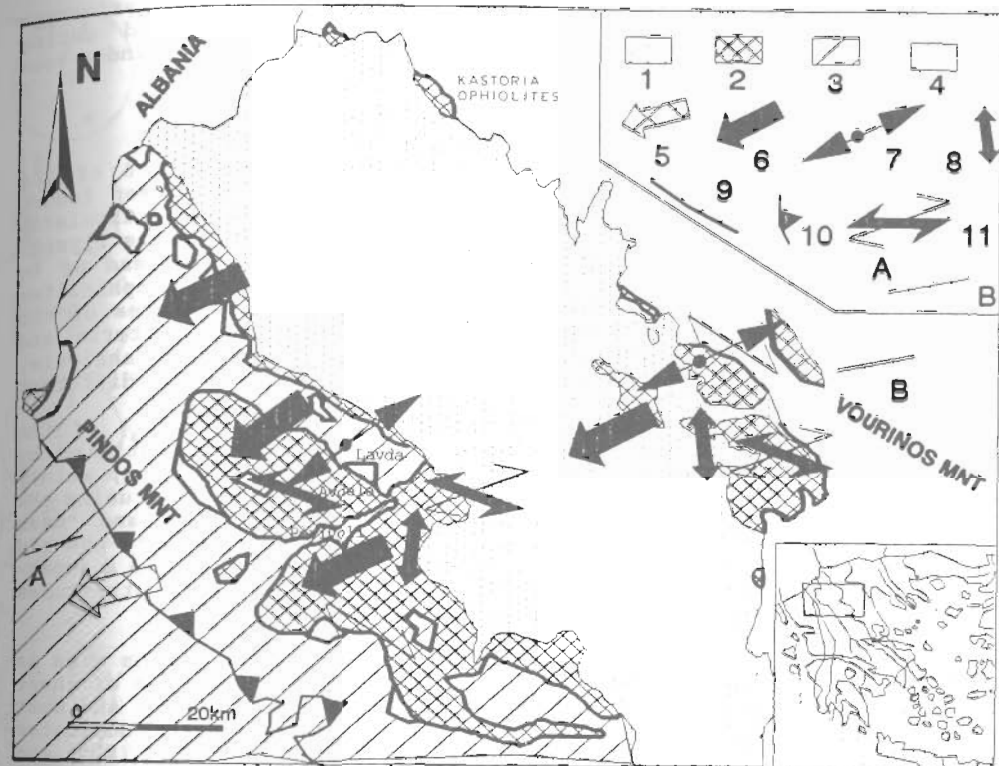 N
ALBANIA
KASTORIA
OPHIOLITES
1
2
3
4
5
6
7
8
9
10
11
A
B
B
VOURINOS MNT
PINDOS MNT
Lavda
Avdela
A
0
20km